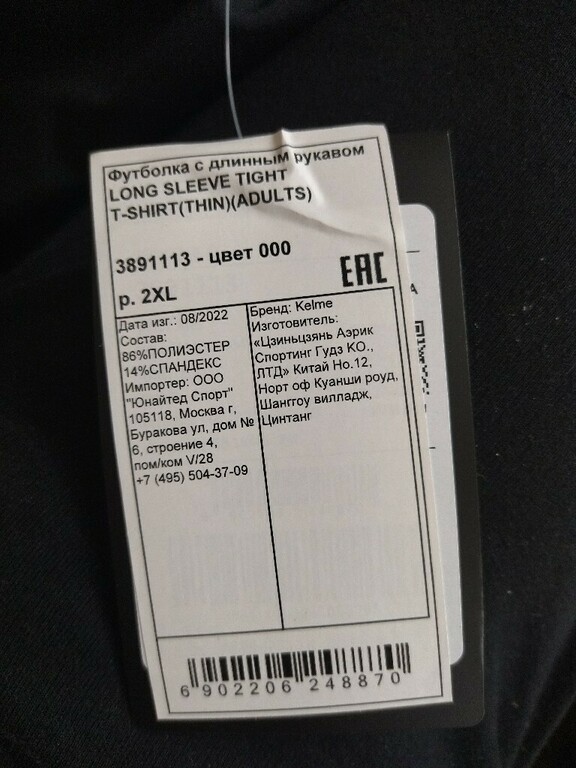 Футболка с длинным рукавом
LONG SLEEVE TIGHT
T-SHIRT(THIN)(ADULTS)
3891113 - цвет 000
EAC
р. 2XL
Дата изг.: 08/2022
Состав:
86%ПОЛИЭСТЕР
14%СПАНДЕКС
Импортер: ООО
"Юнайтед Спорт"
105118, Москва г,
Буракова ул, дом №
6, строение 4,
пом/ком V/28
+7 (495) 504-37-09
Бренд: Kelme
Изготовитель:
«Цзиньцзянь Аэрик
Спортинг Гудз КО.,
ЛТД» Китай Но.12,
Норт оф Куанши роуд,
Шанггоу вилладж,
Цинтанг
6 902206 248870
А